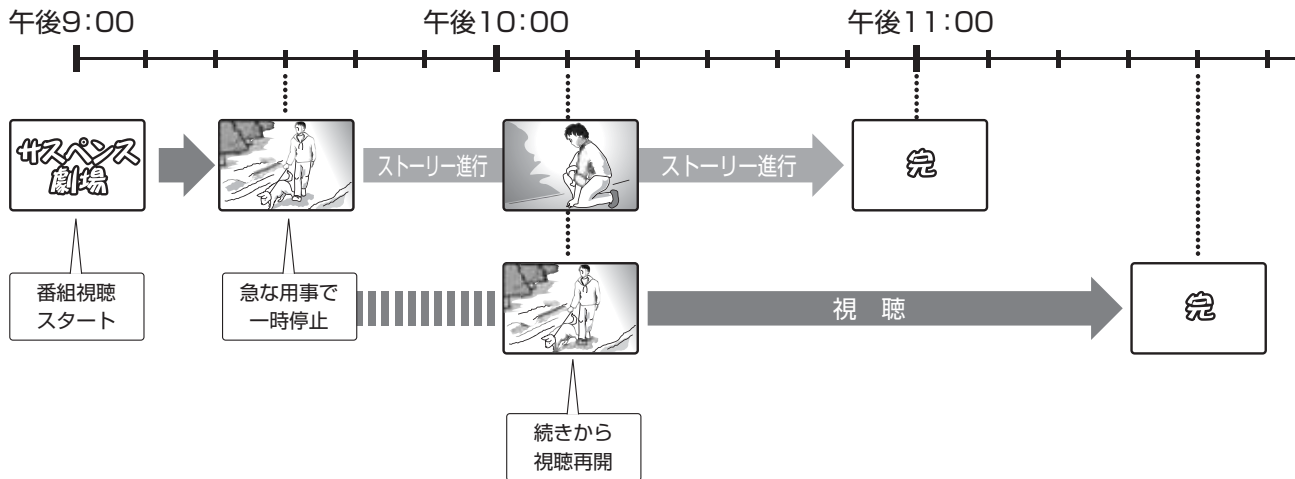 午後9:00
午後10:00
午後11:00
サスペンス
劇場
ストーリー進行
ストーリー進行
完
番組視聴
スタート
急な用事で
一時停止
視 聴
完
続きから
視聴再開